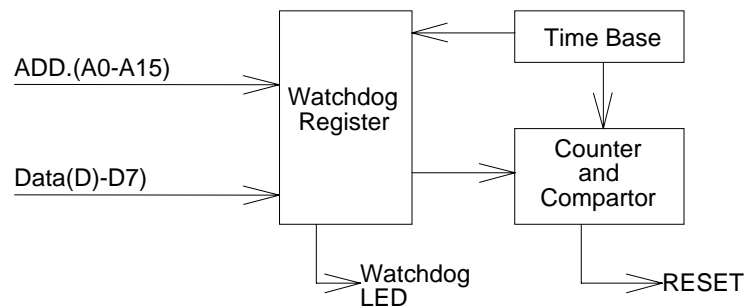 Time Base
ADD.(A0-A15)
Watchdog
Register
Counter
and
Compartor
Data(D)-D7)
Watchdog
LED
RESET